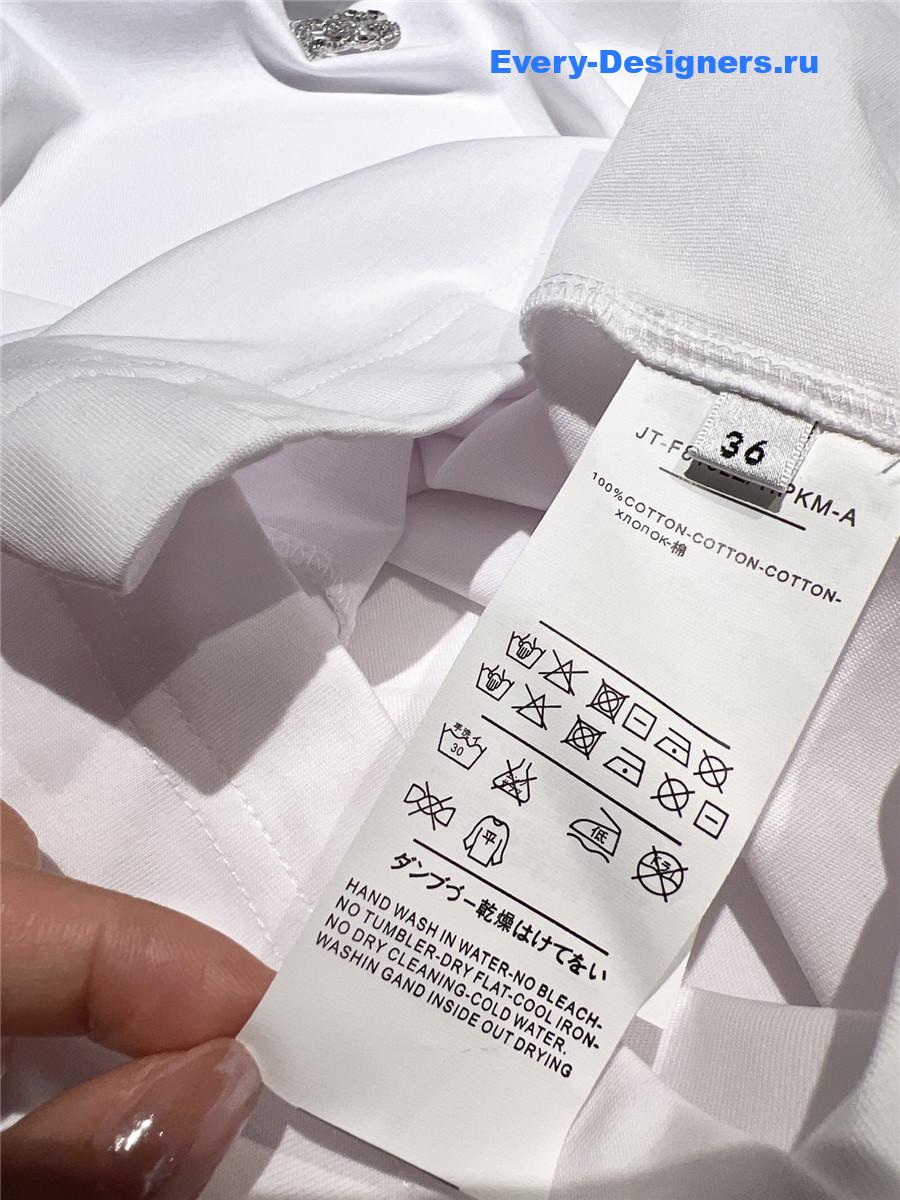 Every-Designers.ru
36
PKM-A
100%COTTON-COTTON-COTTON-
хлопок-棉
手洗イ
30
低
平
ダンブヴー乾燥はけてない
HAND WASH IN WATER-NO BLEACH-
NO TUMBLER-DRY FLAT-COOL IRON-
NO DRY CLEANING-COLD WATER.
WASHIN GAND INSIDE OUT DRYING